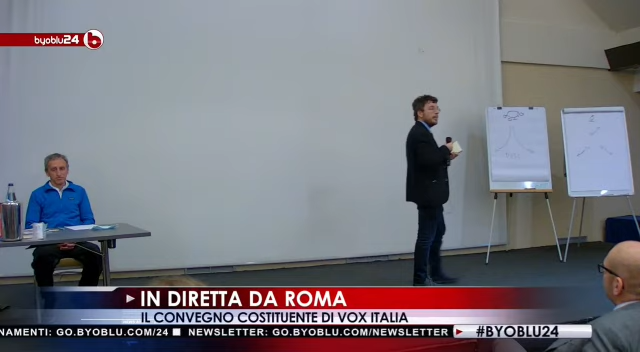 byoblu24 b
IN DIRETTA DA ROMA
IL CONVEGNO COSTITUENTE DI VOX ITALIA
NAMENTI: GO.BYOBLU.COM/24 ■ NEWSLETTER: GO.BYOBLU.COM/NEWSLETTER
#BYOBLU24